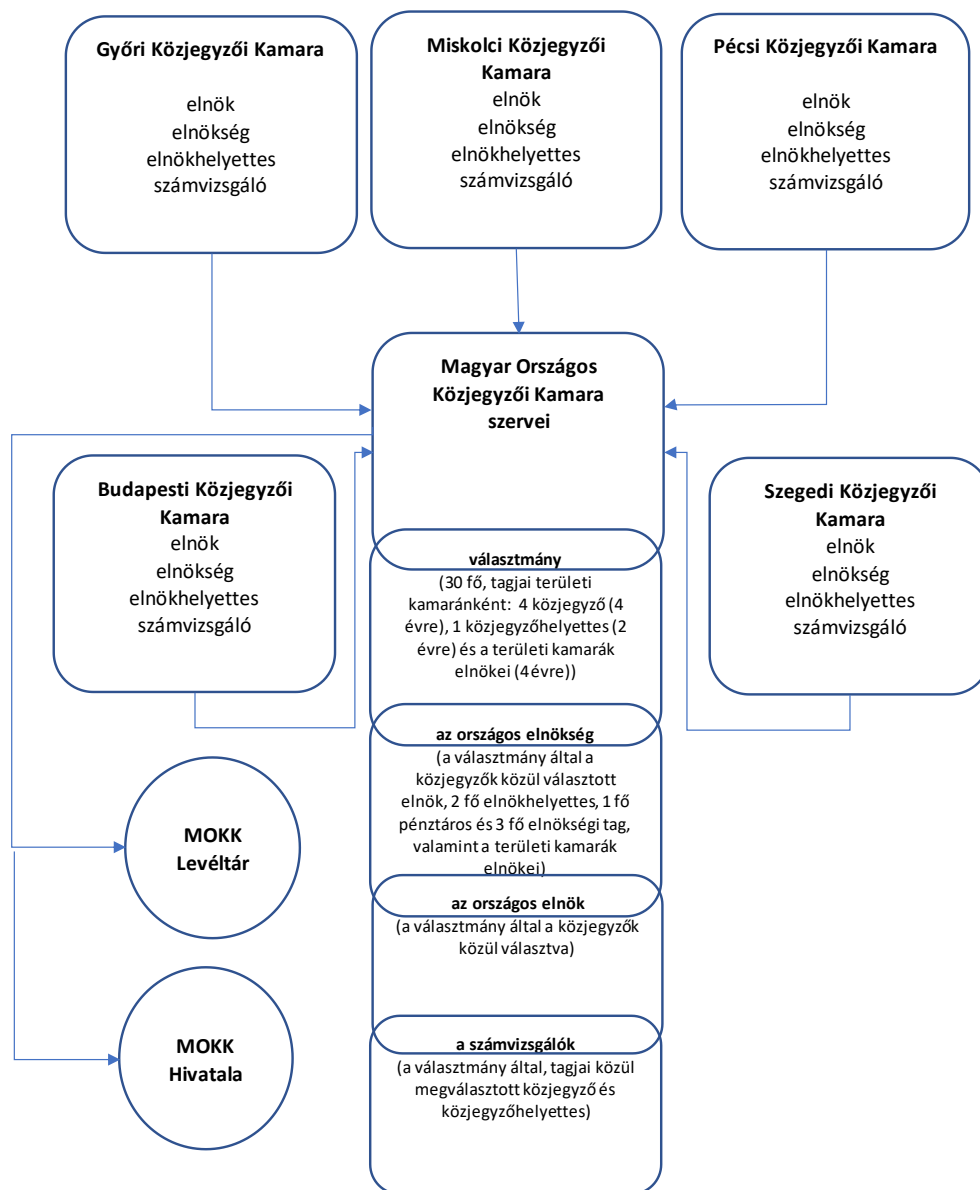 Győri Közjegyzői Kamara
elnök
elnökség
elnökhelyettes
számvizsgáló
Miskolci Közjegyzői
Kamara
elnök
elnökség
elnökhelyettes
számvizsgáló
Pécsi Közjegyzői Kamara
elnök
elnökség
elnökhelyettes
számvizsgáló
Magyar Országos
Közjegyzői Kamara
szervei
Budapesti Közjegyzői
Kamara
elnök
elnökség
elnökhelyettes
számvizsgáló
Szegedi Közjegyzői
Kamara
elnök
elnökség
elnökhelyettes
számvizsgáló
választmány
(30 fő, tagjai területi
kamaránként: 4 közjegyző (4
évre), 1 közjegyzőhelyettes (2
évre) és a területi kamarák
elnökei (4 évre))
az országos elnökség
(a választmány által a
közjegyzők közül választott
elnök, 2 fő elnökhelyettes, 1 fő
pénztáros és 3 fő elnökségi tag,
valamint a területi kamarák
elnökei)
MOKK
Levéltár
az országos elnök
(a választmány által a közjegyzők
közül választva)
MOKK
Hivatala
a számvizsgálók
(a választmány által, tagjai közül
megválasztott közjegyző és
közjegyzőhelyettes)